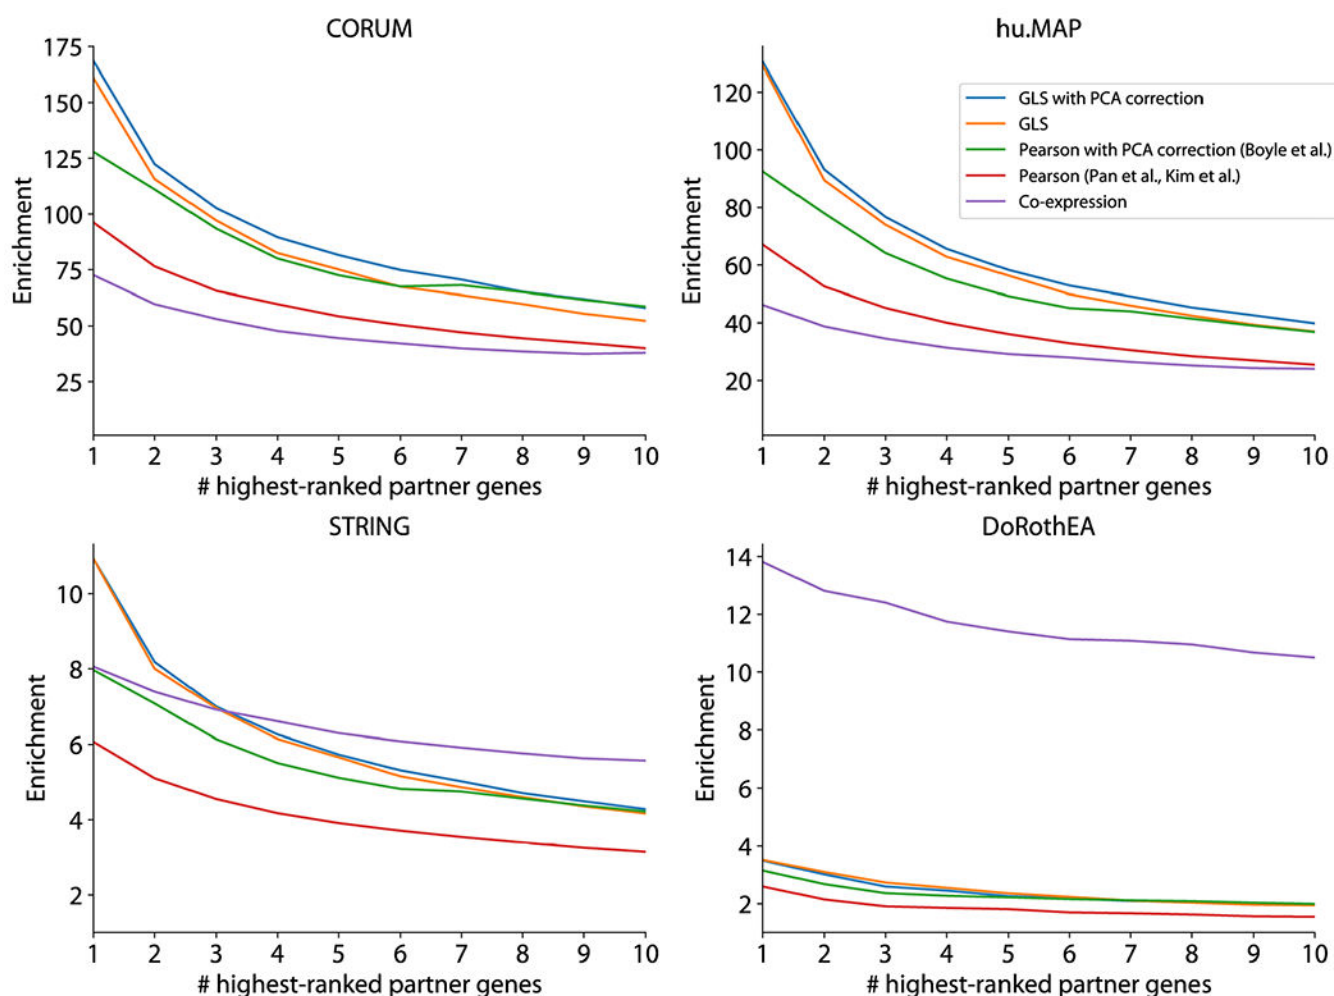 CORUM
175
150
125
100
75
50
25
Enrichment
1 2 3 4 5 6 7 8 9 10
# highest-ranked partner genes
hu.MAP
120
100
80
60
40
20
Enrichment
GLS with PCA correction
GLS
Pearson with PCA correction (Boyle et al.)
Pearson (Pan et al., Kim et al.)
Co-expression
1 2 3 4 5 6 7 8 9 10
# highest-ranked partner genes
STRING
10
8
6
4
2
Enrichment
1 2 3 4 5 6 7 8 9 10
# highest-ranked partner genes
DoRothEA
14
12
10
8
6
4
2
Enrichment
1 2 3 4 5 6 7 8 9 10
# highest-ranked partner genes